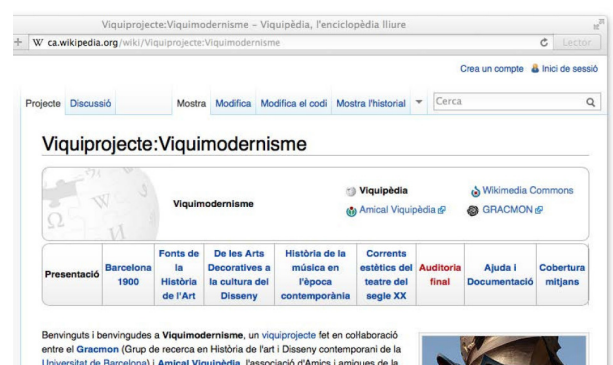 Viquiprojecte:Viquimodernisme – Viquipèdia, l'enciclopèdia lliure
+ W ca.wikipedia.org/wiki/Viquiprojecte:Viquimodernisme Lector
Crea un compte Inici de sessió
Projecte Discussió Mostra Modifica Modifica el codi Mostra l'historial Cerca
Viquiprojecte:Viquimodernisme
Viquimodernisme
Viquipèdia
Wikimedia Commons
Amical Viquipèdia
GRACMON
Presentació
Barcelona
1900
Fonts de
la
Història
de l'Art
De les Arts
Decoratives a
la cultura del
Disseny
Història de la
música en
l'època
contemporània
Corrents
estètics del
teatre del
segle XX
Auditoria
final
Ajuda i
Documentació
Cobertura
mitjans
Benvinguts i benvingudes a Viquimodernisme, un viquiprojecte fet en col·laboració
entre el Gracmon (Grup de recerca en Història de l'art i Disseny contemporani de la
Universitat de Barcelona) i Amical Viquipèdia, l'associació d'Amics i amigues de la